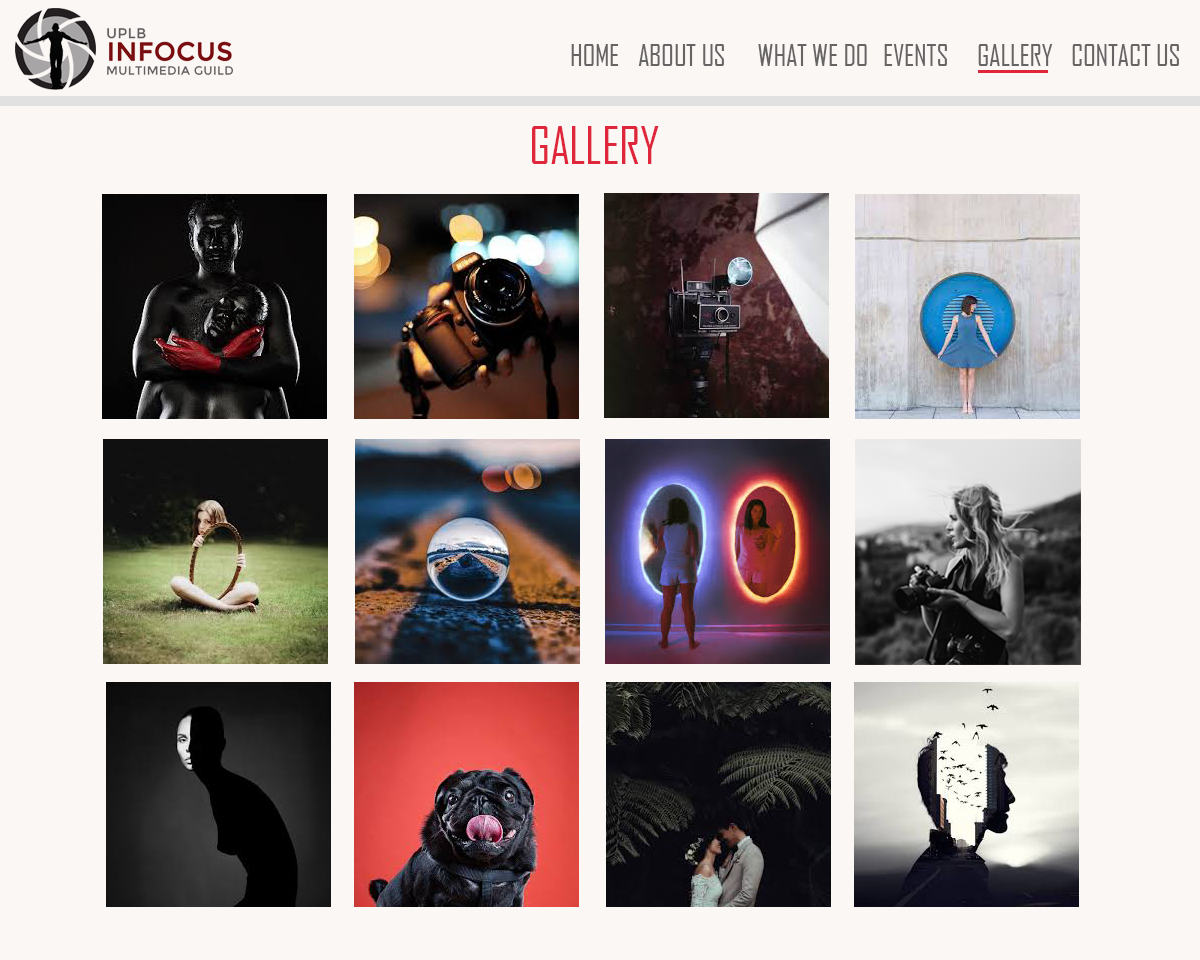 UPLB
INFOCUS
MULTIMEDIA GUILD
HOME ABOUT US WHAT WE DO EVENTS GALLERY CONTACT US
GALLERY